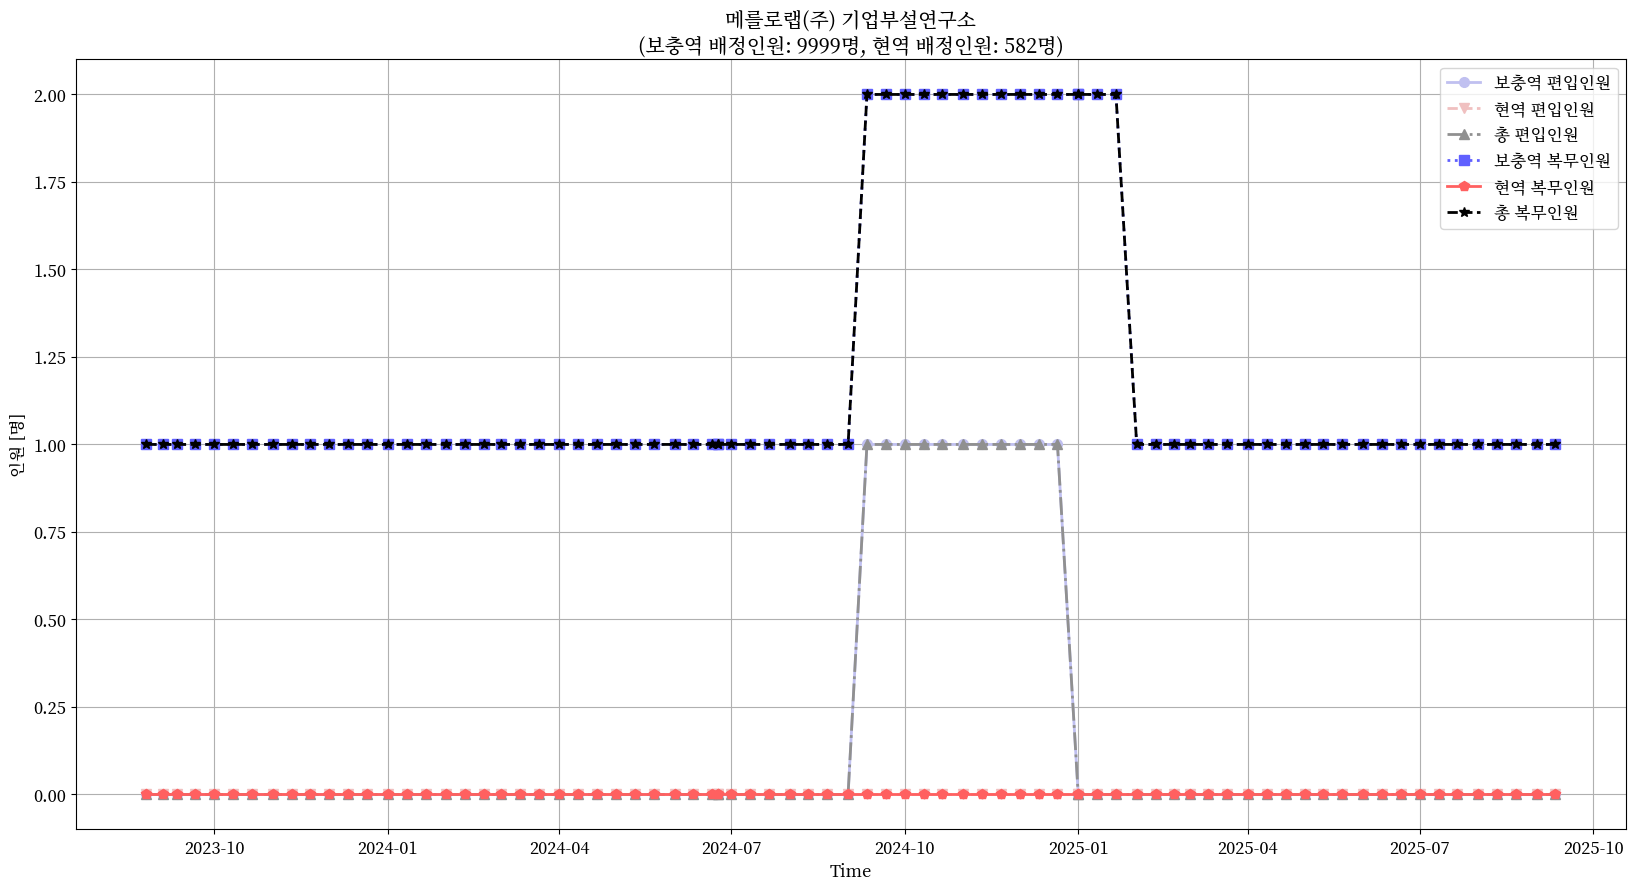 메를로랩(주) 기업부설연구소
(보충역 배정인원: 9999명, 현역 배정인원: 582명)
보충역 편입인원
현역 편입인원
총 편입인원
보충역 복무인원
현역 복무인원
총 복무인원
인원 [명]
2.00
1.75
1.50
1.25
1.00
0.75
0.50
0.25
0.00
2023-10 2024-01 2024-04 2024-07 2024-10 2025-01 2025-04 2025-07 2025-10
Time